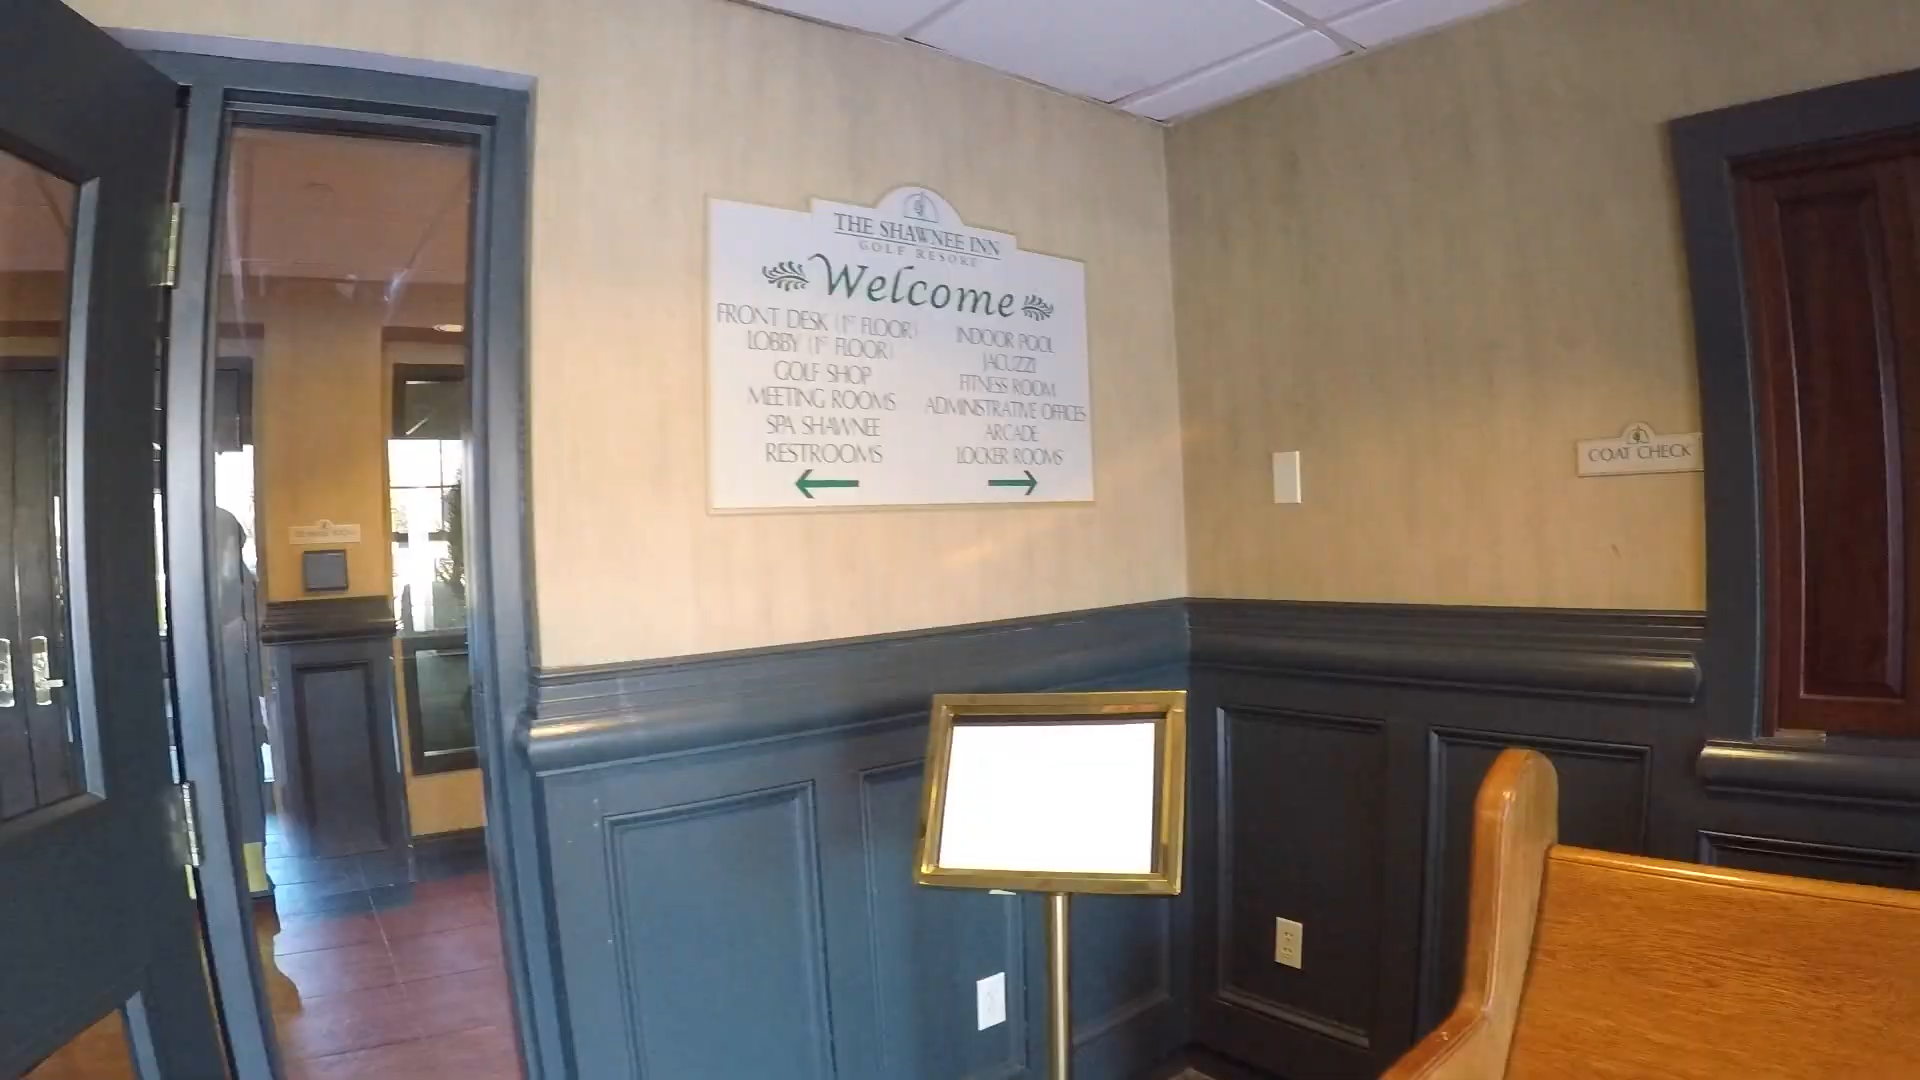 THE SHAWNEE INN
GOLF RESORT
Welcome
FRONT DESK (1ST FLOOR)
LOBBY (1ST FLOOR)
GOLF SHOP
MEETING ROOMS
SPA SHAWNEE
RESTROOMS
INDOOR POOL
JACUZZI
FITNESS ROOM
ADMINISTRATIVE OFFICES
ARCADE
LOCKER ROOMS
COAT CHECK